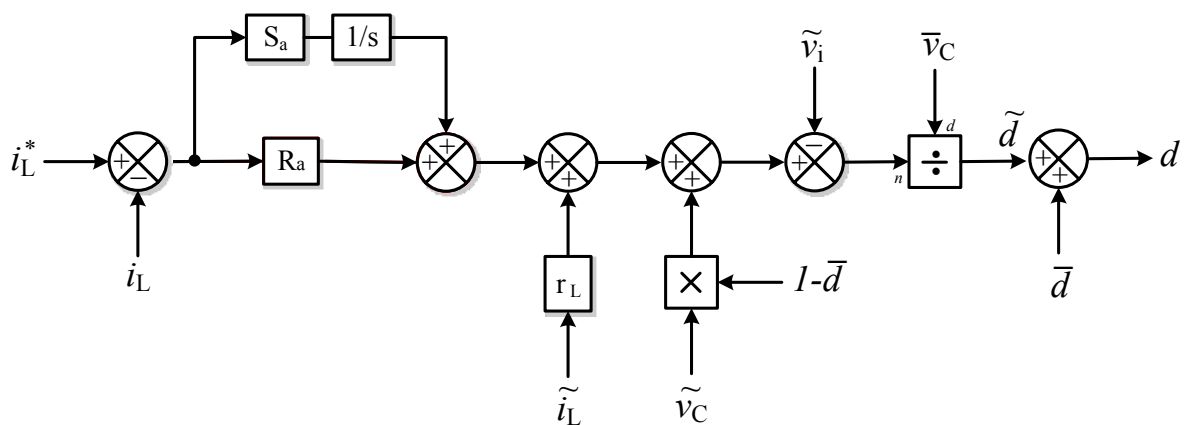 S_a 1/s
ṽ_i v̄_C
i_L^* + − R_a + + + + + + + − n d ÷ d̃ + + d
i_L r_L × 1-d̄ d̄
ĩ_L ṽ_C